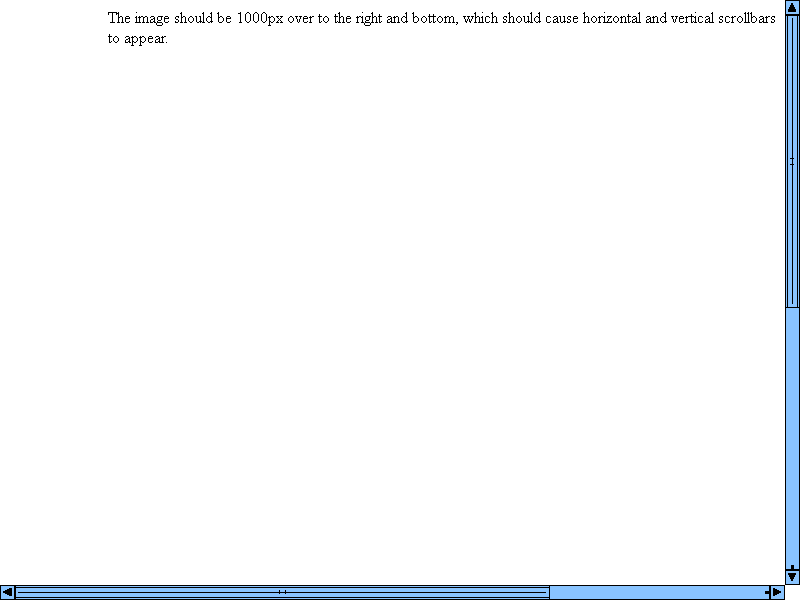 The image should be 1000px over to the right and bottom, which should cause horizontal and vertical scrollbars
to appear.